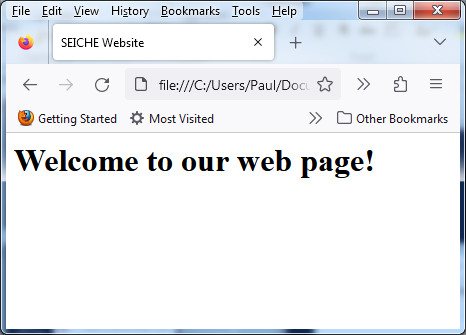 File Edit View History Bookmarks Tools Help
SEICHE Website
file:///C:/Users/Paul/Docu
Getting Started Most Visited Other Bookmarks
Welcome to our web page!